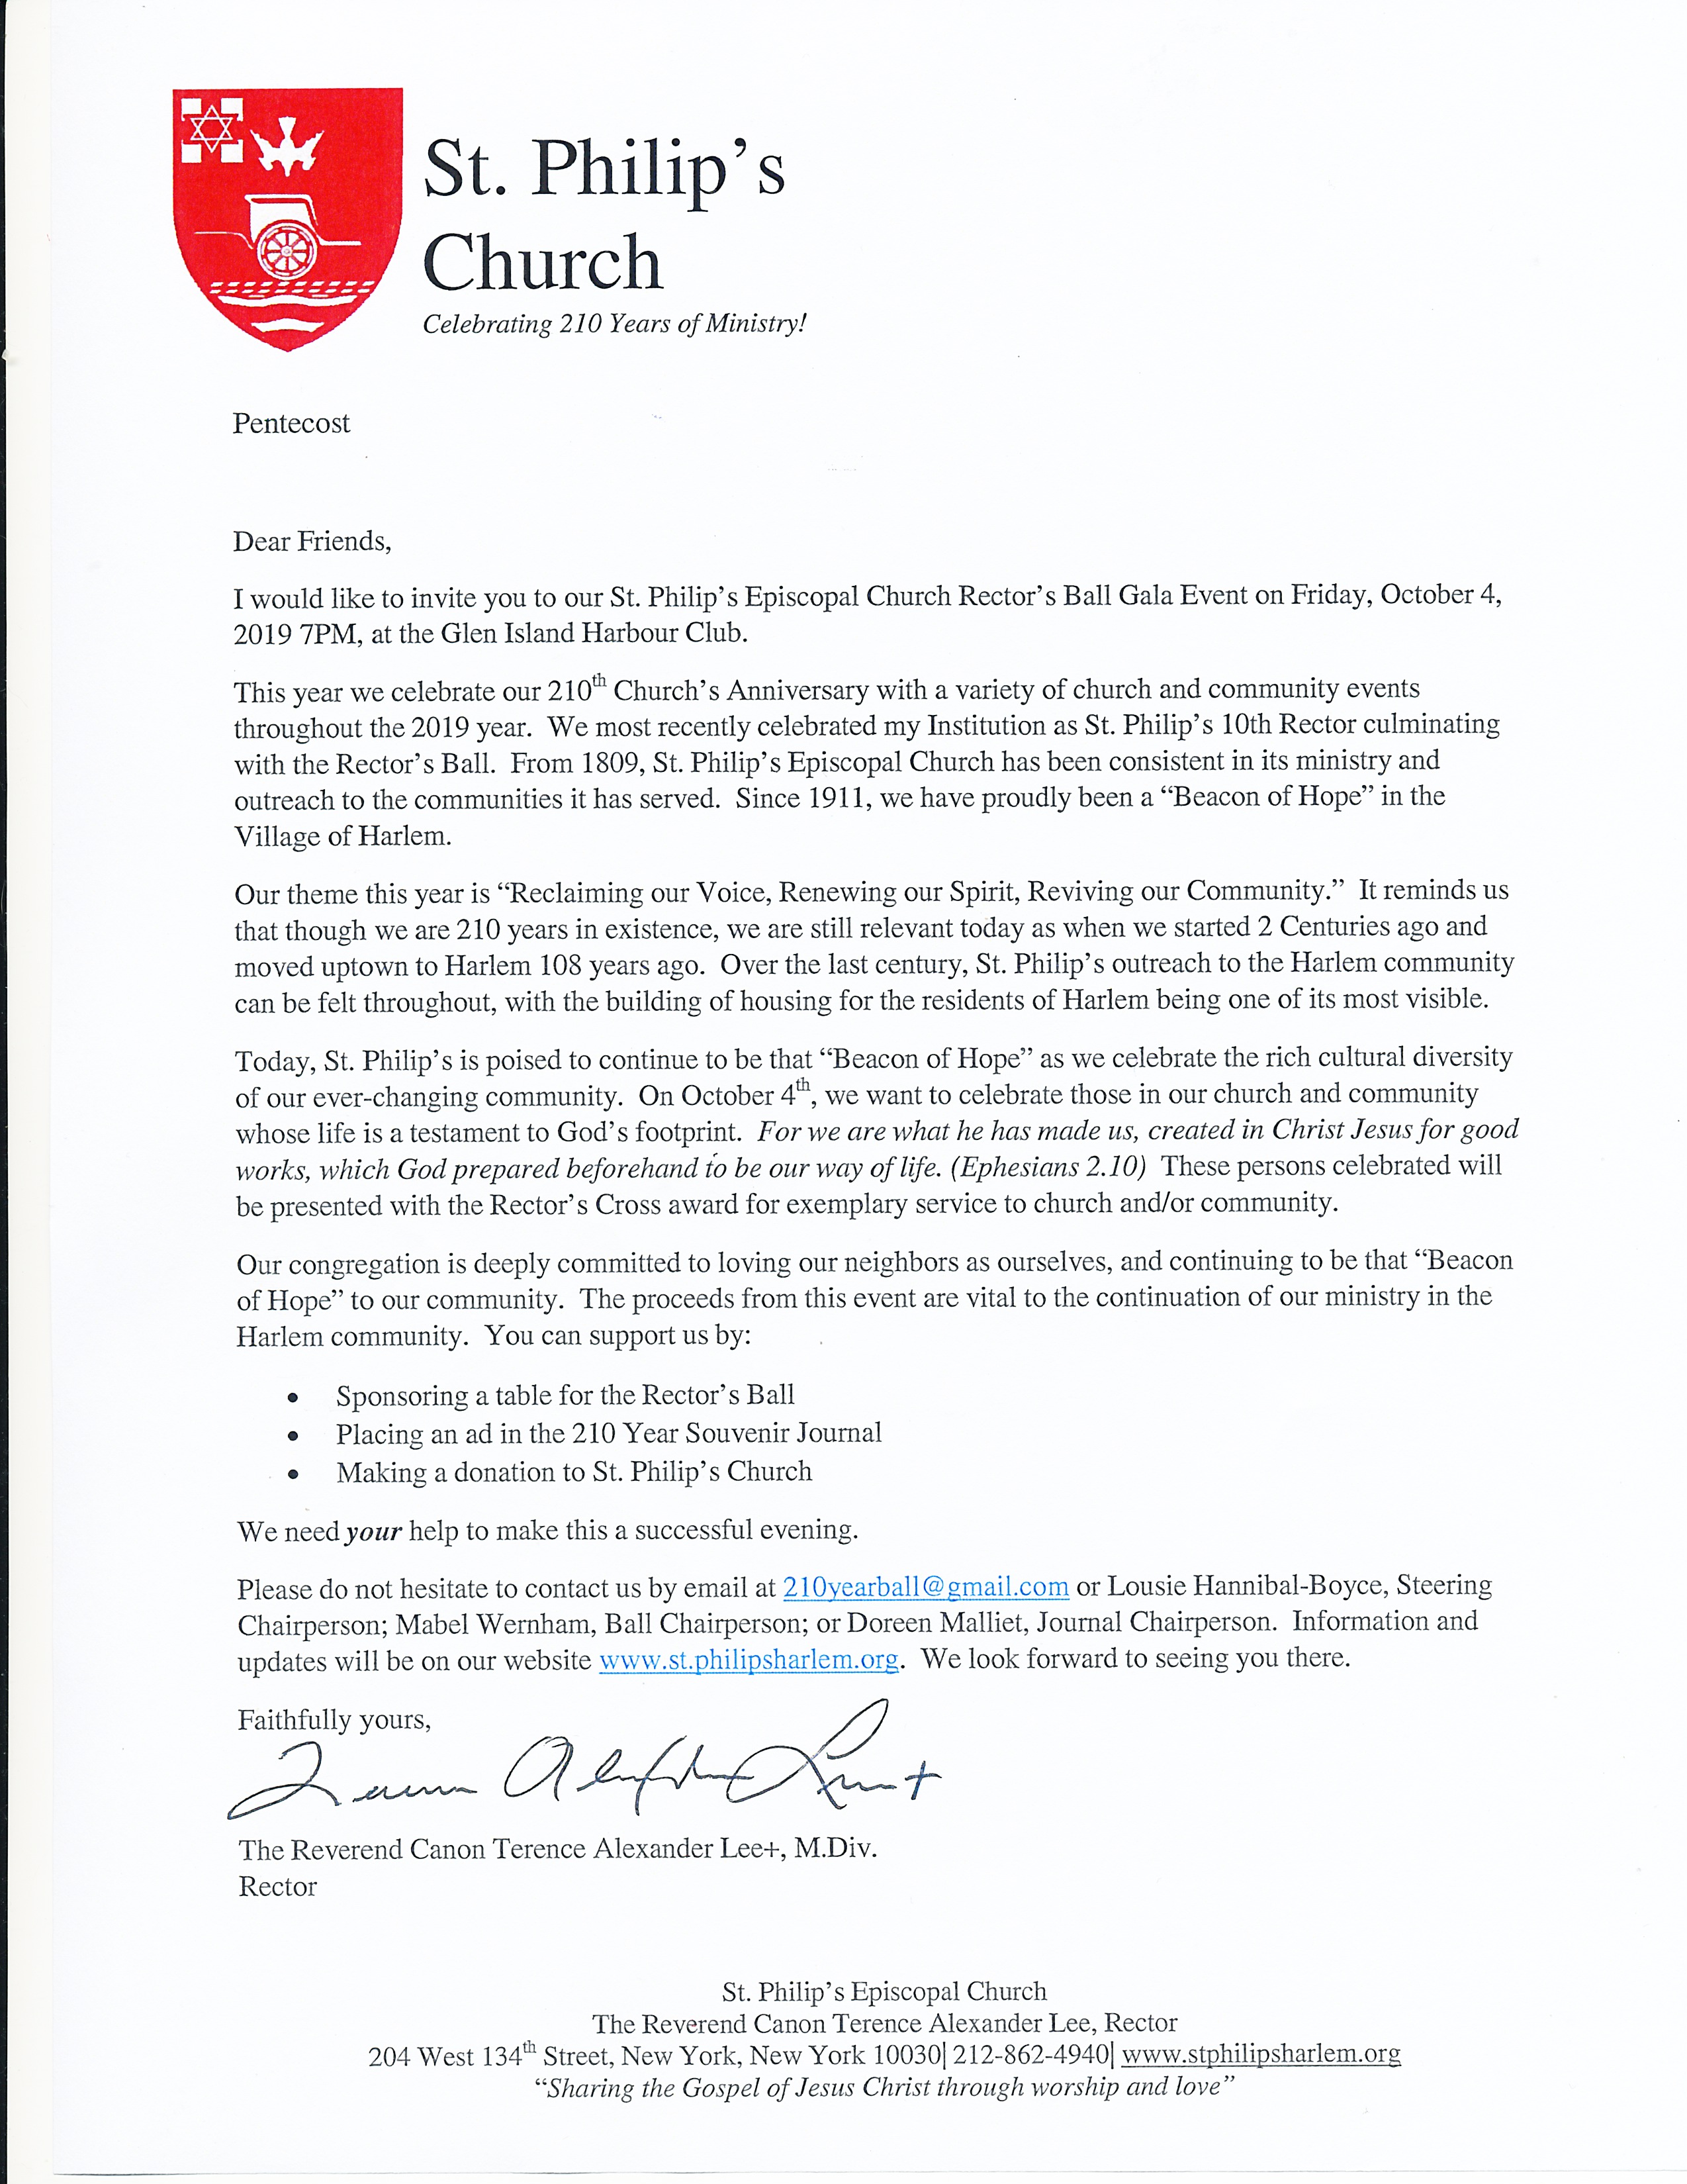 St. Philip’s
Church
Celebrating 210 Years of Ministry!
Pentecost
Dear Friends,
I would like to invite you to our St. Philip’s Episcopal Church Rector’s Ball Gala Event on Friday, October 4,
2019 7PM, at the Glen Island Harbour Club.
This year we celebrate our 210th Church’s Anniversary with a variety of church and community events
throughout the 2019 year. We most recently celebrated my Institution as St. Philip’s 10th Rector culminating
with the Rector’s Ball. From 1809, St. Philip’s Episcopal Church has been consistent in its ministry and
outreach to the communities it has served. Since 1911, we have proudly been a “Beacon of Hope” in the
Village of Harlem.
Our theme this year is “Reclaiming our Voice, Renewing our Spirit, Reviving our Community.” It reminds us
that though we are 210 years in existence, we are still relevant today as when we started 2 Centuries ago and
moved uptown to Harlem 108 years ago. Over the last century, St. Philip’s outreach to the Harlem community
can be felt throughout, with the building of housing for the residents of Harlem being one of its most visible.
Today, St. Philip’s is poised to continue to be that “Beacon of Hope” as we celebrate the rich cultural diversity
of our ever-changing community. On October 4th, we want to celebrate those in our church and community
whose life is a testament to God’s footprint. For we are what he has made us, created in Christ Jesus for good
works, which God prepared beforehand to be our way of life. (Ephesians 2.10) These persons celebrated will
be presented with the Rector’s Cross award for exemplary service to church and/or community.
Our congregation is deeply committed to loving our neighbors as ourselves, and continuing to be that “Beacon
of Hope” to our community. The proceeds from this event are vital to the continuation of our ministry in the
Harlem community. You can support us by:
• Sponsoring a table for the Rector’s Ball
• Placing an ad in the 210 Year Souvenir Journal
• Making a donation to St. Philip’s Church
We need your help to make this a successful evening.
Please do not hesitate to contact us by email at 210yearball@gmail.com or Lousie Hannibal-Boyce, Steering
Chairperson; Mabel Wernham, Ball Chairperson; or Doreen Malliet, Journal Chairperson. Information and
updates will be on our website www.st.philipsharlem.org. We look forward to seeing you there.
Faithfully yours,
The Reverend Canon Terence Alexander Lee+, M.Div.
Rector
St. Philip’s Episcopal Church
The Reverend Canon Terence Alexander Lee, Rector
204 West 134th Street, New York, New York 10030| 212-862-4940| www.stphilipsharlem.org
“Sharing the Gospel of Jesus Christ through worship and love”